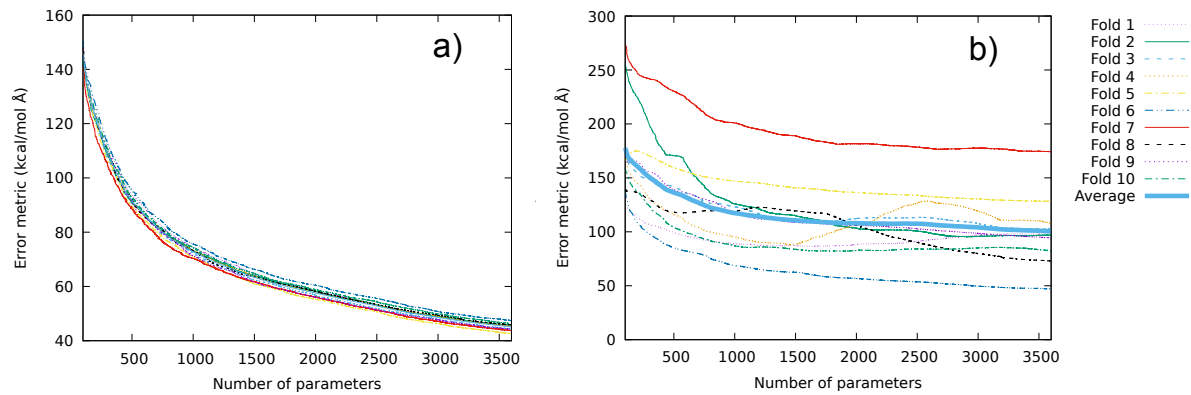 a)
160
140
120
100
80
60
40
500 1000 1500 2000 2500 3000 3500
Error metric (kcal/mol Å)
Number of parameters
b)
300
250
200
150
100
50
0
500 1000 1500 2000 2500 3000 3500
Error metric (kcal/mol Å)
Number of parameters
Fold 1
Fold 2
Fold 3
Fold 4
Fold 5
Fold 6
Fold 7
Fold 8
Fold 9
Fold 10
Average